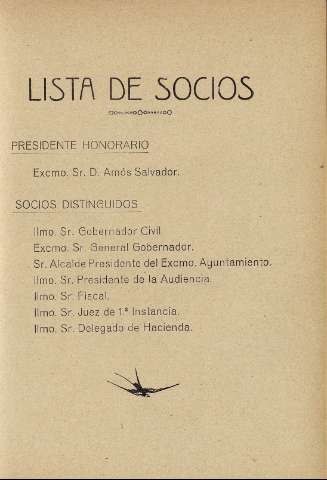 LISTA DE SOCIOS
PRESIDENTE HONORARIO
Excmo. Sr. D. Amós Salvador.
SOCIOS DISTINGUIDOS
Ilmo. Sr. Gobernador Civil.
Excmo. Sr. General Gobernador.
Sr. Alcalde Presidente del Excmo. Ayuntamiento.
Ilmo. Sr. Presidente de la Audiencia.
Ilmo. Sr. Fiscal.
Ilmo. Sr. Juez de 1.ª Instancia.
Ilmo. Sr. Delegado de Hacienda.